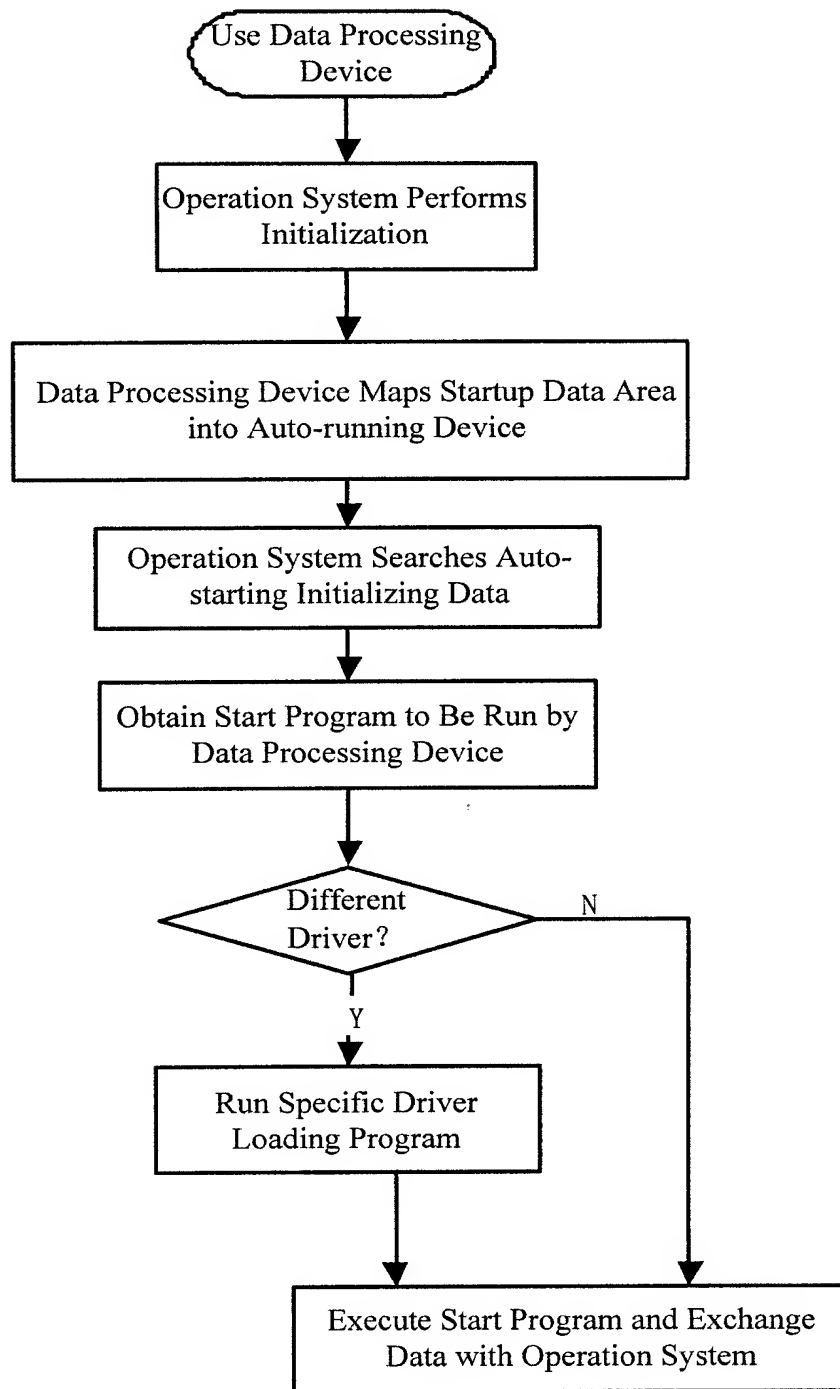 Use Data Processing
Device
Operation System Performs
Initialization
Data Processing Device Maps Startup Data Area
into Auto-running Device
Operation System Searches Auto-
starting Initializing Data
Obtain Start Program to Be Run by
Data Processing Device
Different
Driver?
N
Y
Run Specific Driver
Loading Program
Execute Start Program and Exchange
Data with Operation System